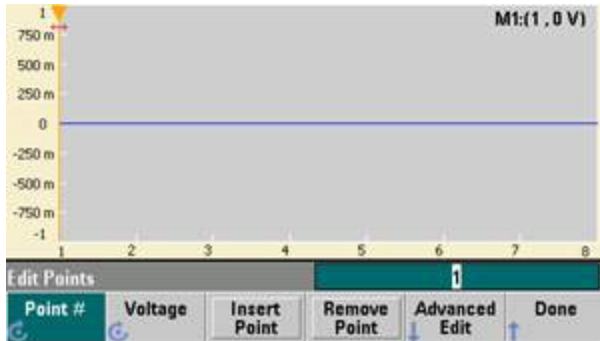 1
M1:(1 , 0 V)
750 m
500 m
250 m
0
-250 m
-500 m
-750 m
-1
1 2 3 4 5 6 7 8
Edit Points 1
Point # Voltage Insert Point Remove Point Advanced Edit Done